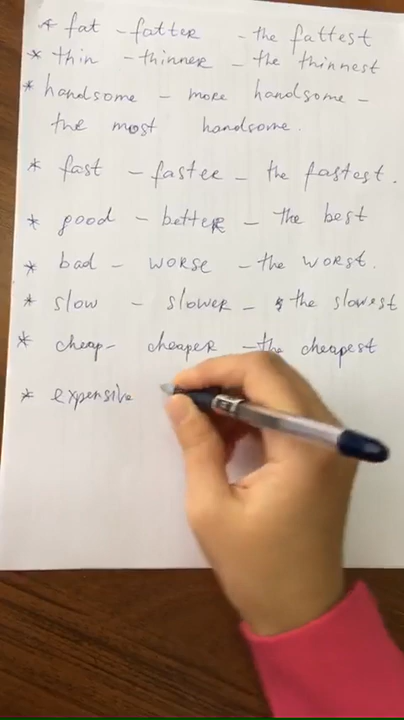 * fat - fatter - the fattest
* thin - thinner - the thinnest
* handsome - more handsome -
the most handsome.
* fast - faster - the fastest.
* good - better - the best
* bad - worse - the worst.
* slow - slower - the slowest
* cheap - cheaper - the cheapest
* expensive